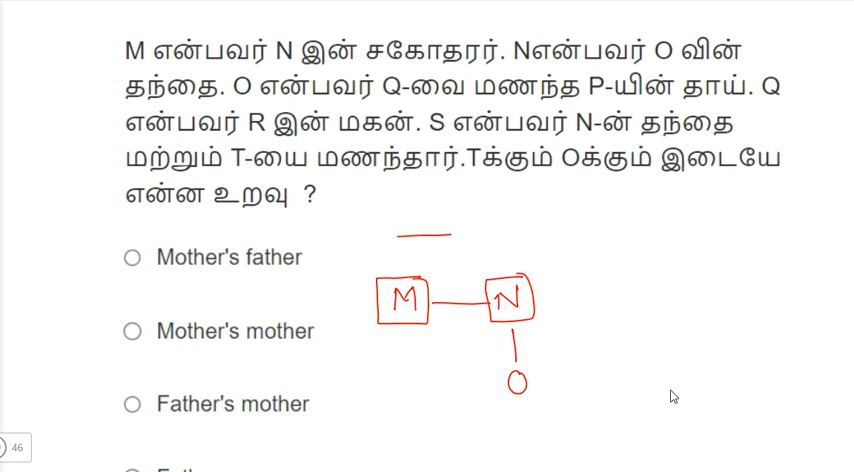 M என்பவர் N இன் சகோதரர். Nஎன்பவர் O வின்
தந்தை. O என்பவர் Q-வை மணந்த P-யின் தாய். Q
என்பவர் R இன் மகன். S என்பவர் N-ன் தந்தை
மற்றும் T-யை மணந்தார்.Tக்கும் Oக்கும் இடையே
என்ன உறவு ?
Mother's father
Mother's mother
M N
Father's mother
O
46